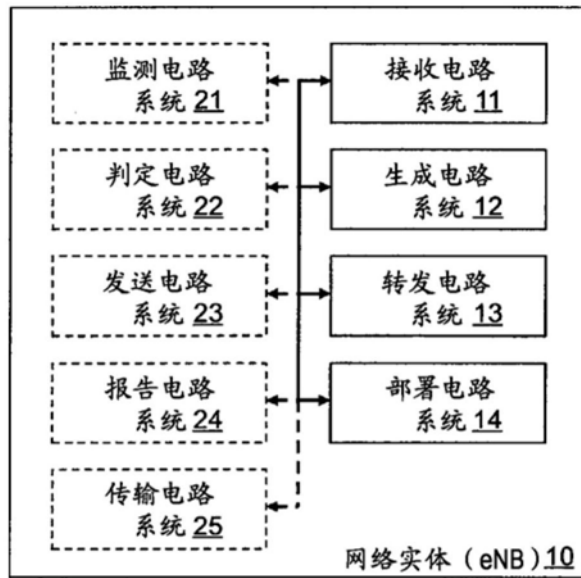 监测电路
系统 21
接收电路
系统 11
判定电路
系统 22
生成电路
系统 12
发送电路
系统 23
转发电路
系统 13
报告电路
系统 24
部署电路
系统 14
传输电路
系统 25
网络实体（eNB）10